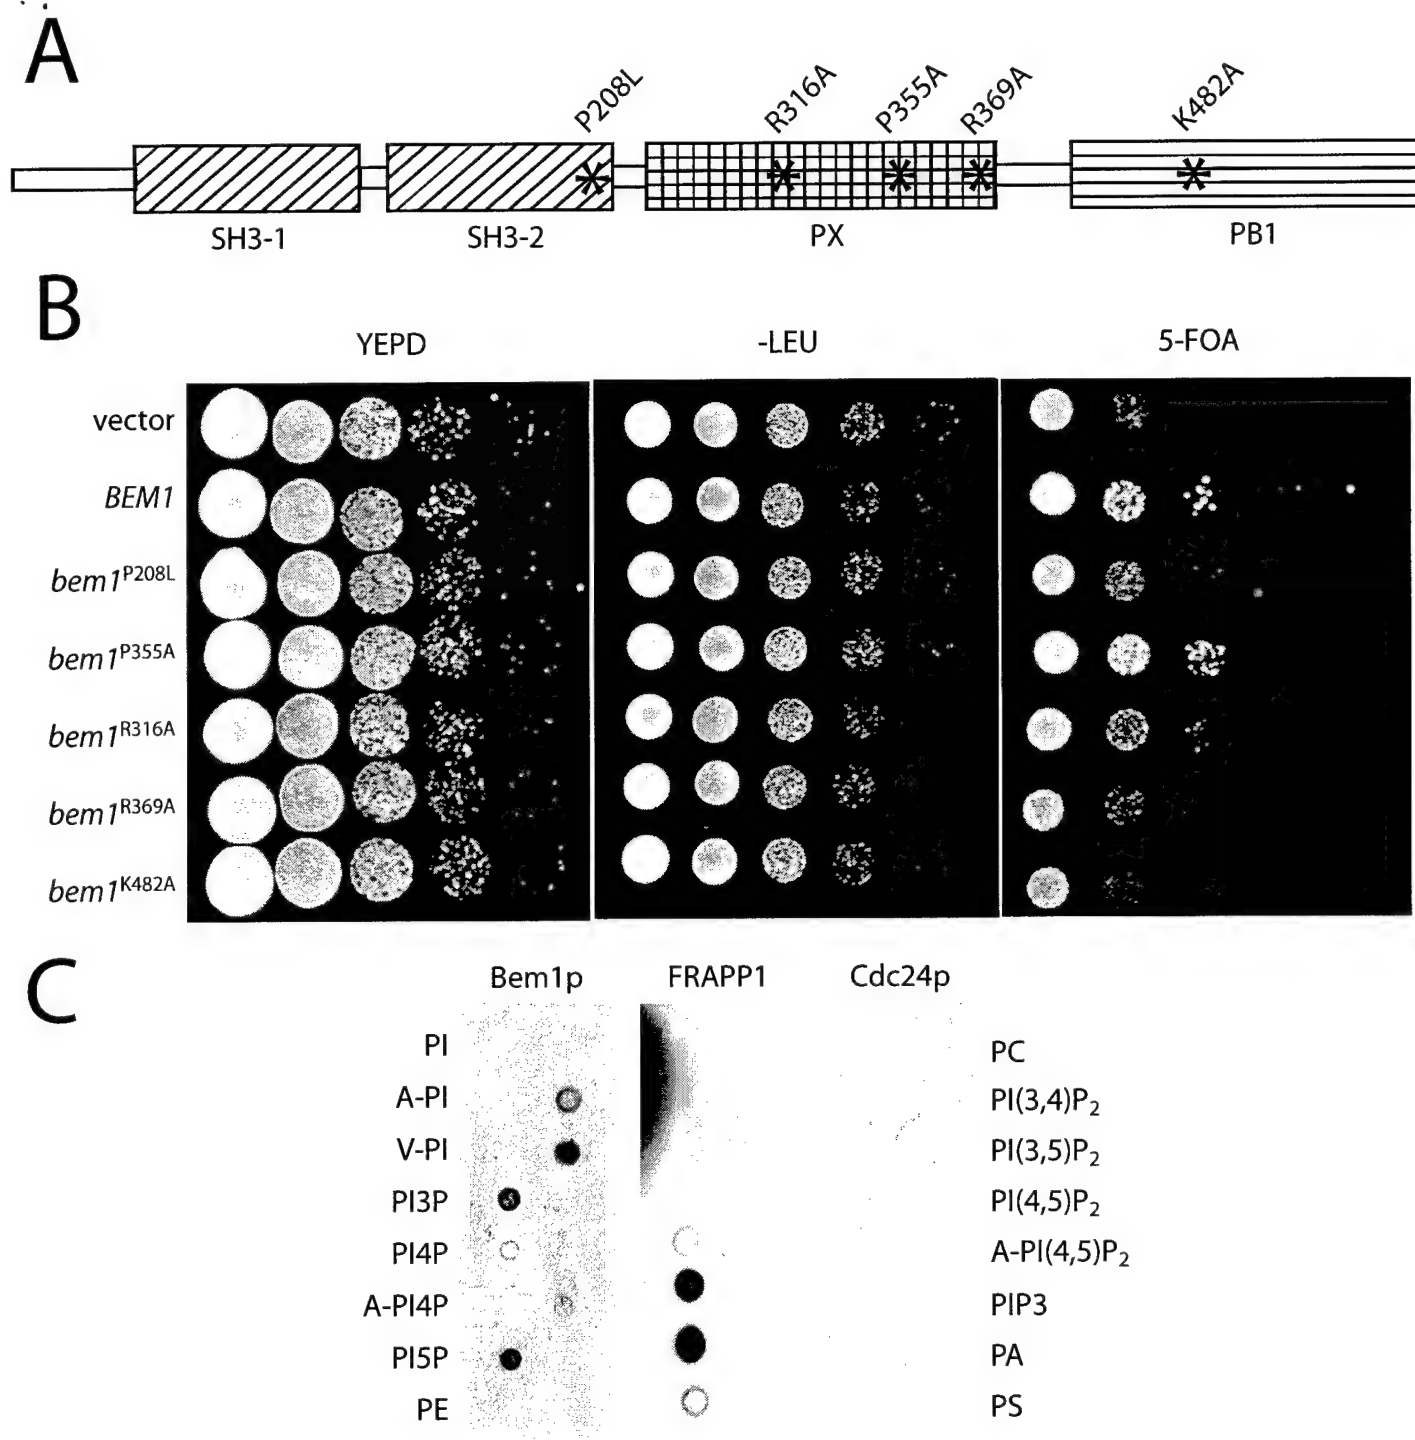 A
P208L R316A P355A R369A K482A
SH3-1 SH3-2 PX PB1
B
YEPD -LEU 5-FOA
vector
BEM1
bem1P208L
bem1P355A
bem1R316A
bem1R369A
bem1K482A
C
Bem1p FRAPP1 Cdc24p
PI PC
A-PI PI(3,4)P2
V-PI PI(3,5)P2
PI3P PI(4,5)P2
PI4P A-PI(4,5)P2
A-PI4P PIP3
PI5P PA
PE PS